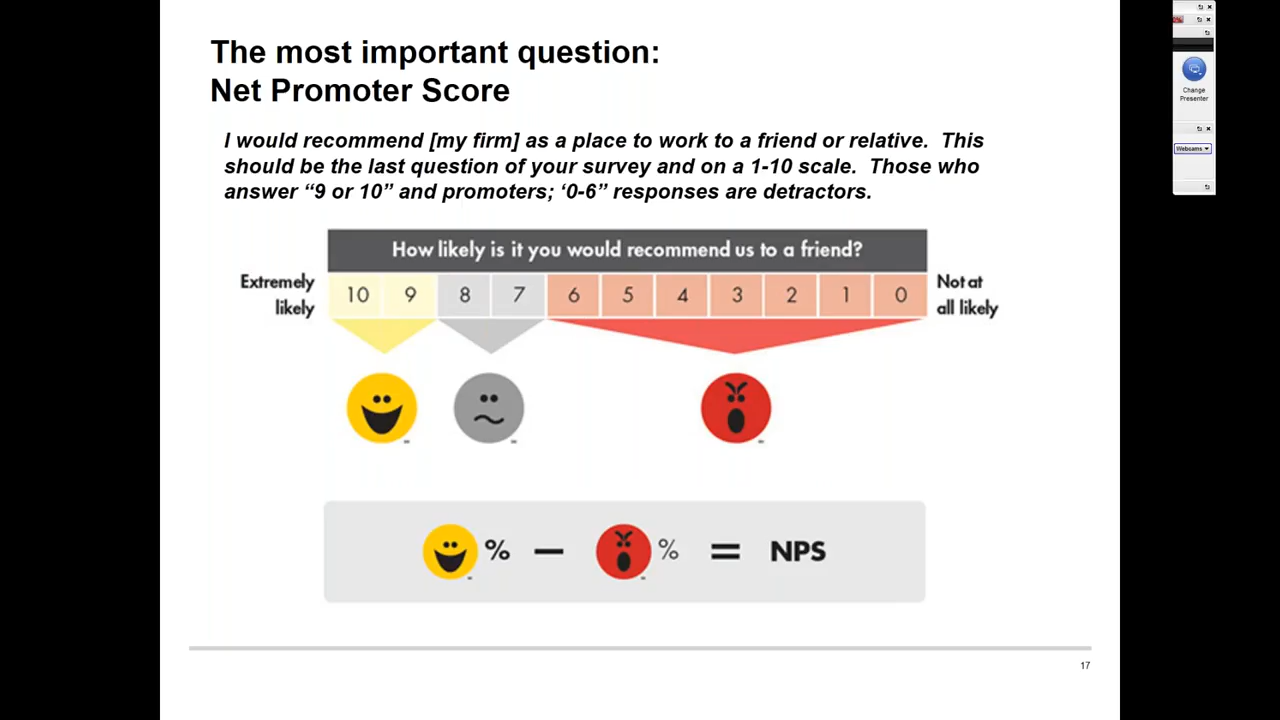 The most important question:
Net Promoter Score
I would recommend [my firm] as a place to work to a friend or relative.  This
should be the last question of your survey and on a 1-10 scale.  Those who
answer “9 or 10” and promoters; ‘0-6” responses are detractors.
How likely is it you would recommend us to a friend?
Extremely
likely
10 9 8 7 6 5 4 3 2 1 0
Not at
all likely
% — % = NPS
17
Change
Presenter
Webcams